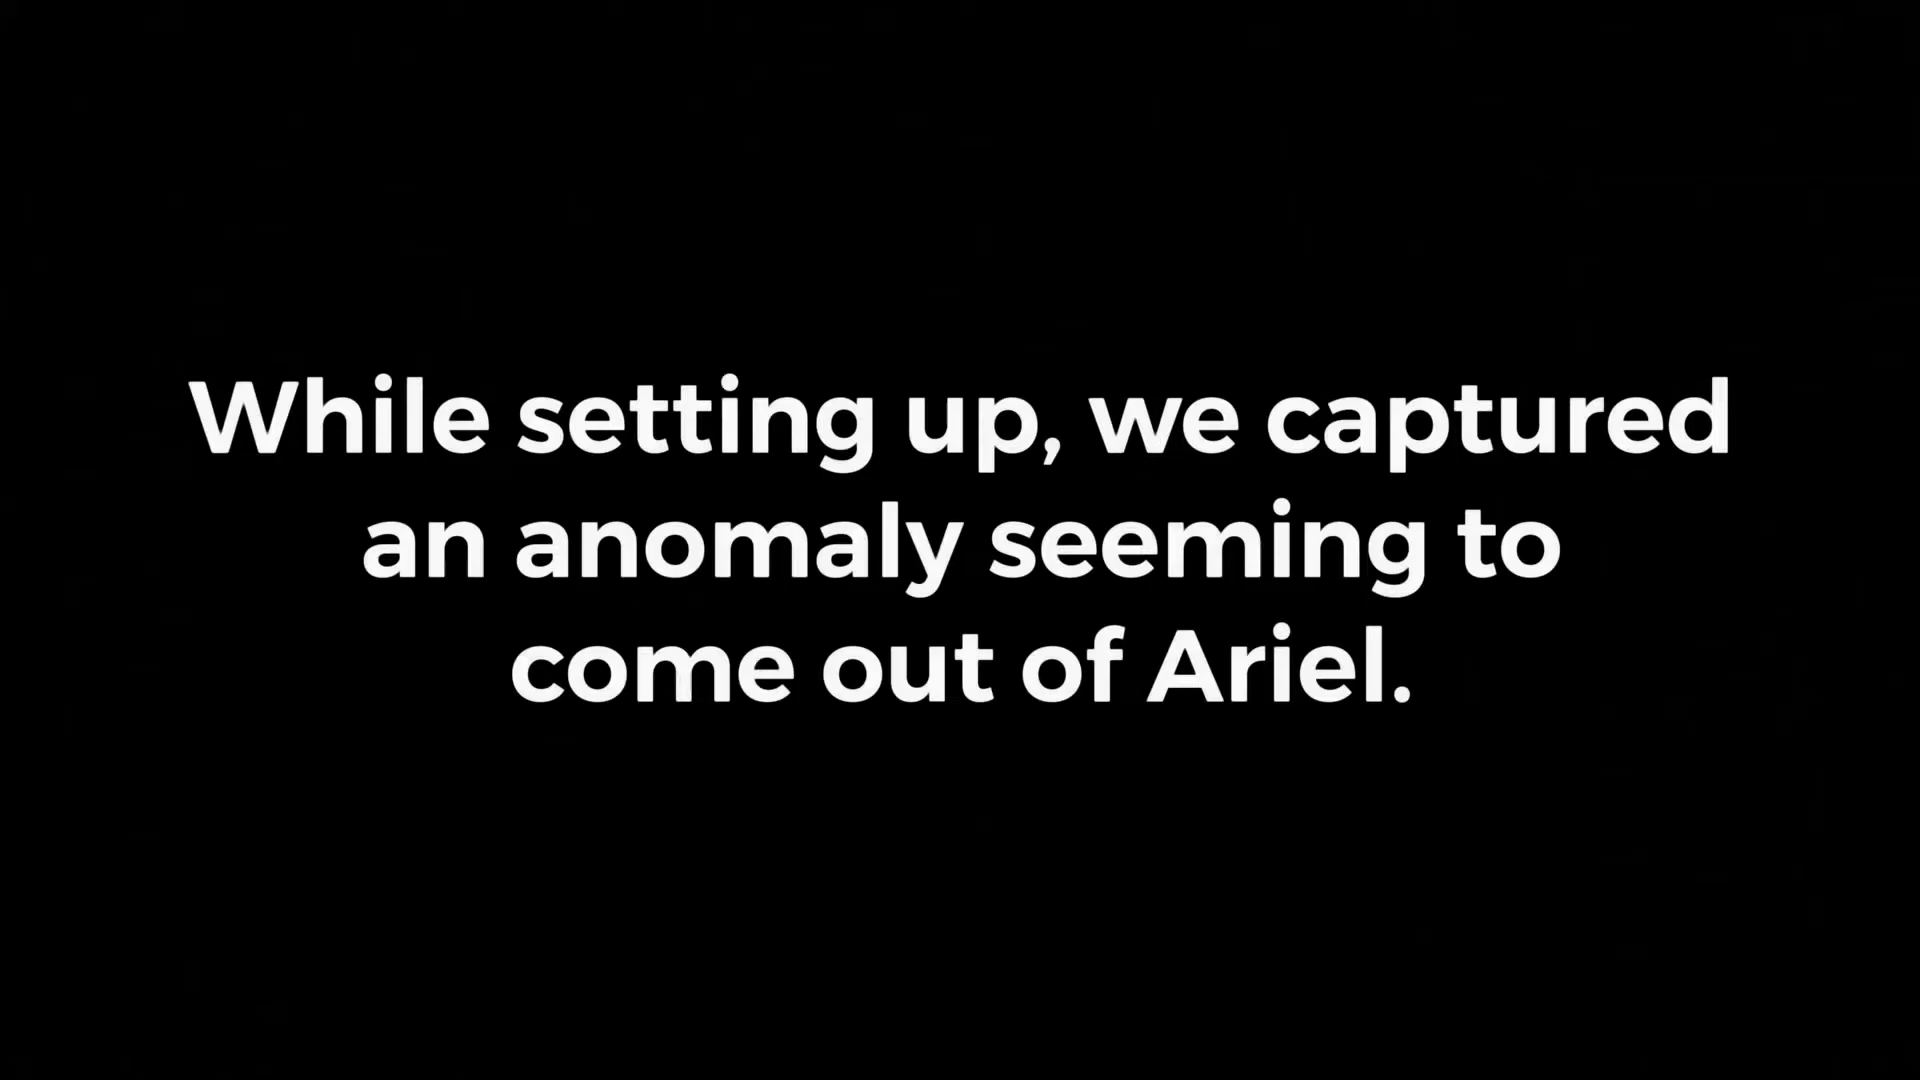 While setting up, we captured
an anomaly seeming to
come out of Ariel.